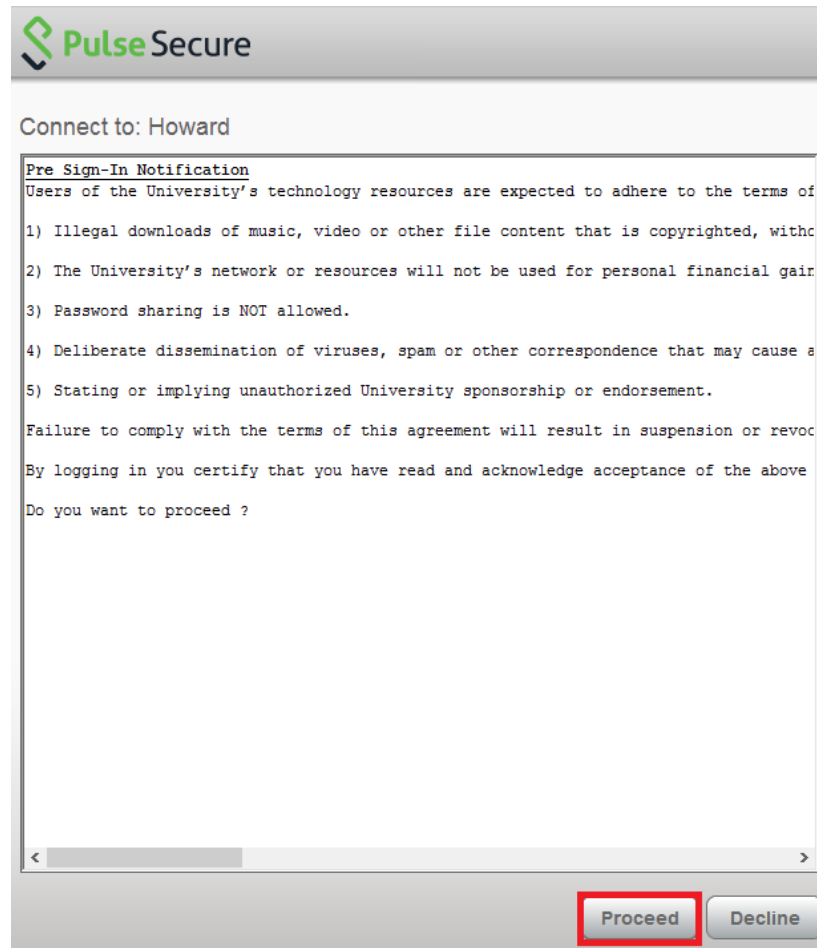 Pulse Secure
Connect to: Howard
Pre Sign-In Notification
Users of the University's technology resources are expected to adhere to the terms of
1) Illegal downloads of music, video or other file content that is copyrighted, witho
2) The University's network or resources will not be used for personal financial gain
3) Password sharing is NOT allowed.
4) Deliberate dissemination of viruses, spam or other correspondence that may cause a
5) Stating or implying unauthorized University sponsorship or endorsement.
Failure to comply with the terms of this agreement will result in suspension or revoc
By logging in you certify that you have read and acknowledge acceptance of the above
Do you want to proceed ?
Proceed Decline